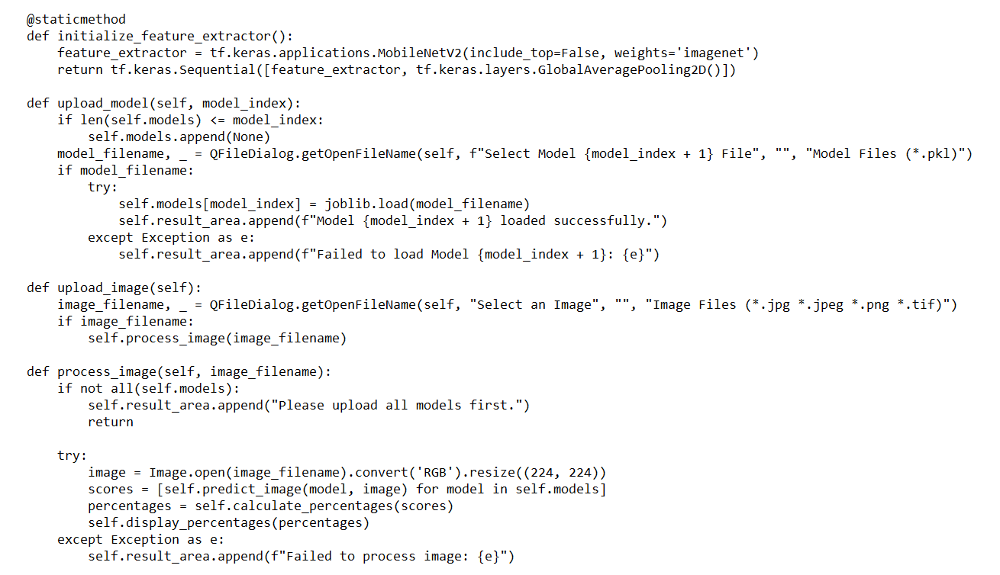 @staticmethod
def initialize_feature_extractor():
    feature_extractor = tf.keras.applications.MobileNetV2(include_top=False, weights='imagenet')
    return tf.keras.Sequential([feature_extractor, tf.keras.layers.GlobalAveragePooling2D()])

def upload_model(self, model_index):
    if len(self.models) <= model_index:
        self.models.append(None)
    model_filename, _ = QFileDialog.getOpenFileName(self, f"Select Model {model_index + 1} File", "", "Model Files (*.pkl)")
    if model_filename:
        try:
            self.models[model_index] = joblib.load(model_filename)
            self.result_area.append(f"Model {model_index + 1} loaded successfully.")
        except Exception as e:
            self.result_area.append(f"Failed to load Model {model_index + 1}: {e}")

def upload_image(self):
    image_filename, _ = QFileDialog.getOpenFileName(self, "Select an Image", "", "Image Files (*.jpg *.jpeg *.png *.tif)")
    if image_filename:
        self.process_image(image_filename)

def process_image(self, image_filename):
    if not all(self.models):
        self.result_area.append("Please upload all models first.")
        return

    try:
        image = Image.open(image_filename).convert('RGB').resize((224, 224))
        scores = [self.predict_image(model, image) for model in self.models]
        percentages = self.calculate_percentages(scores)
        self.display_percentages(percentages)
    except Exception as e:
        self.result_area.append(f"Failed to process image: {e}")